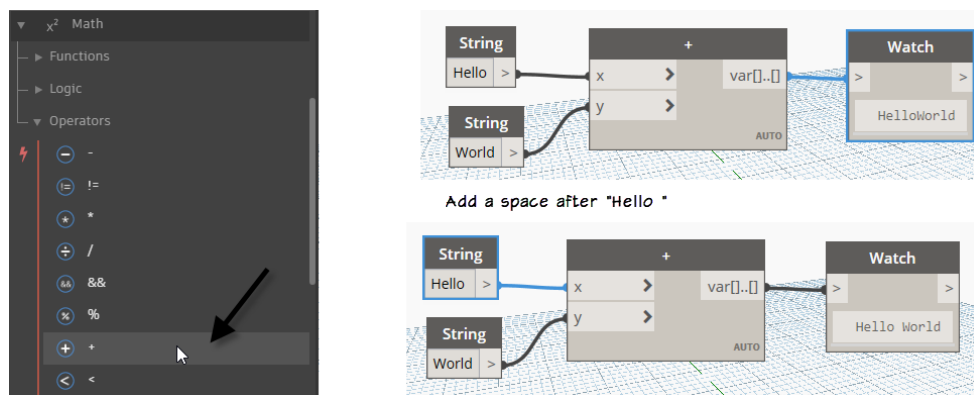 x² Math
Functions
Logic
Operators
- -
!= !=
* *
÷ /
&& &&
% %
+ +
< <
String
Hello >
String
World >
+
x >
y >
var[]..[]
AUTO
Watch
> >
HelloWorld
Add a space after "Hello "
String
Hello >
String
World >
+
x >
y >
var[]..[]
AUTO
Watch
> >
Hello World